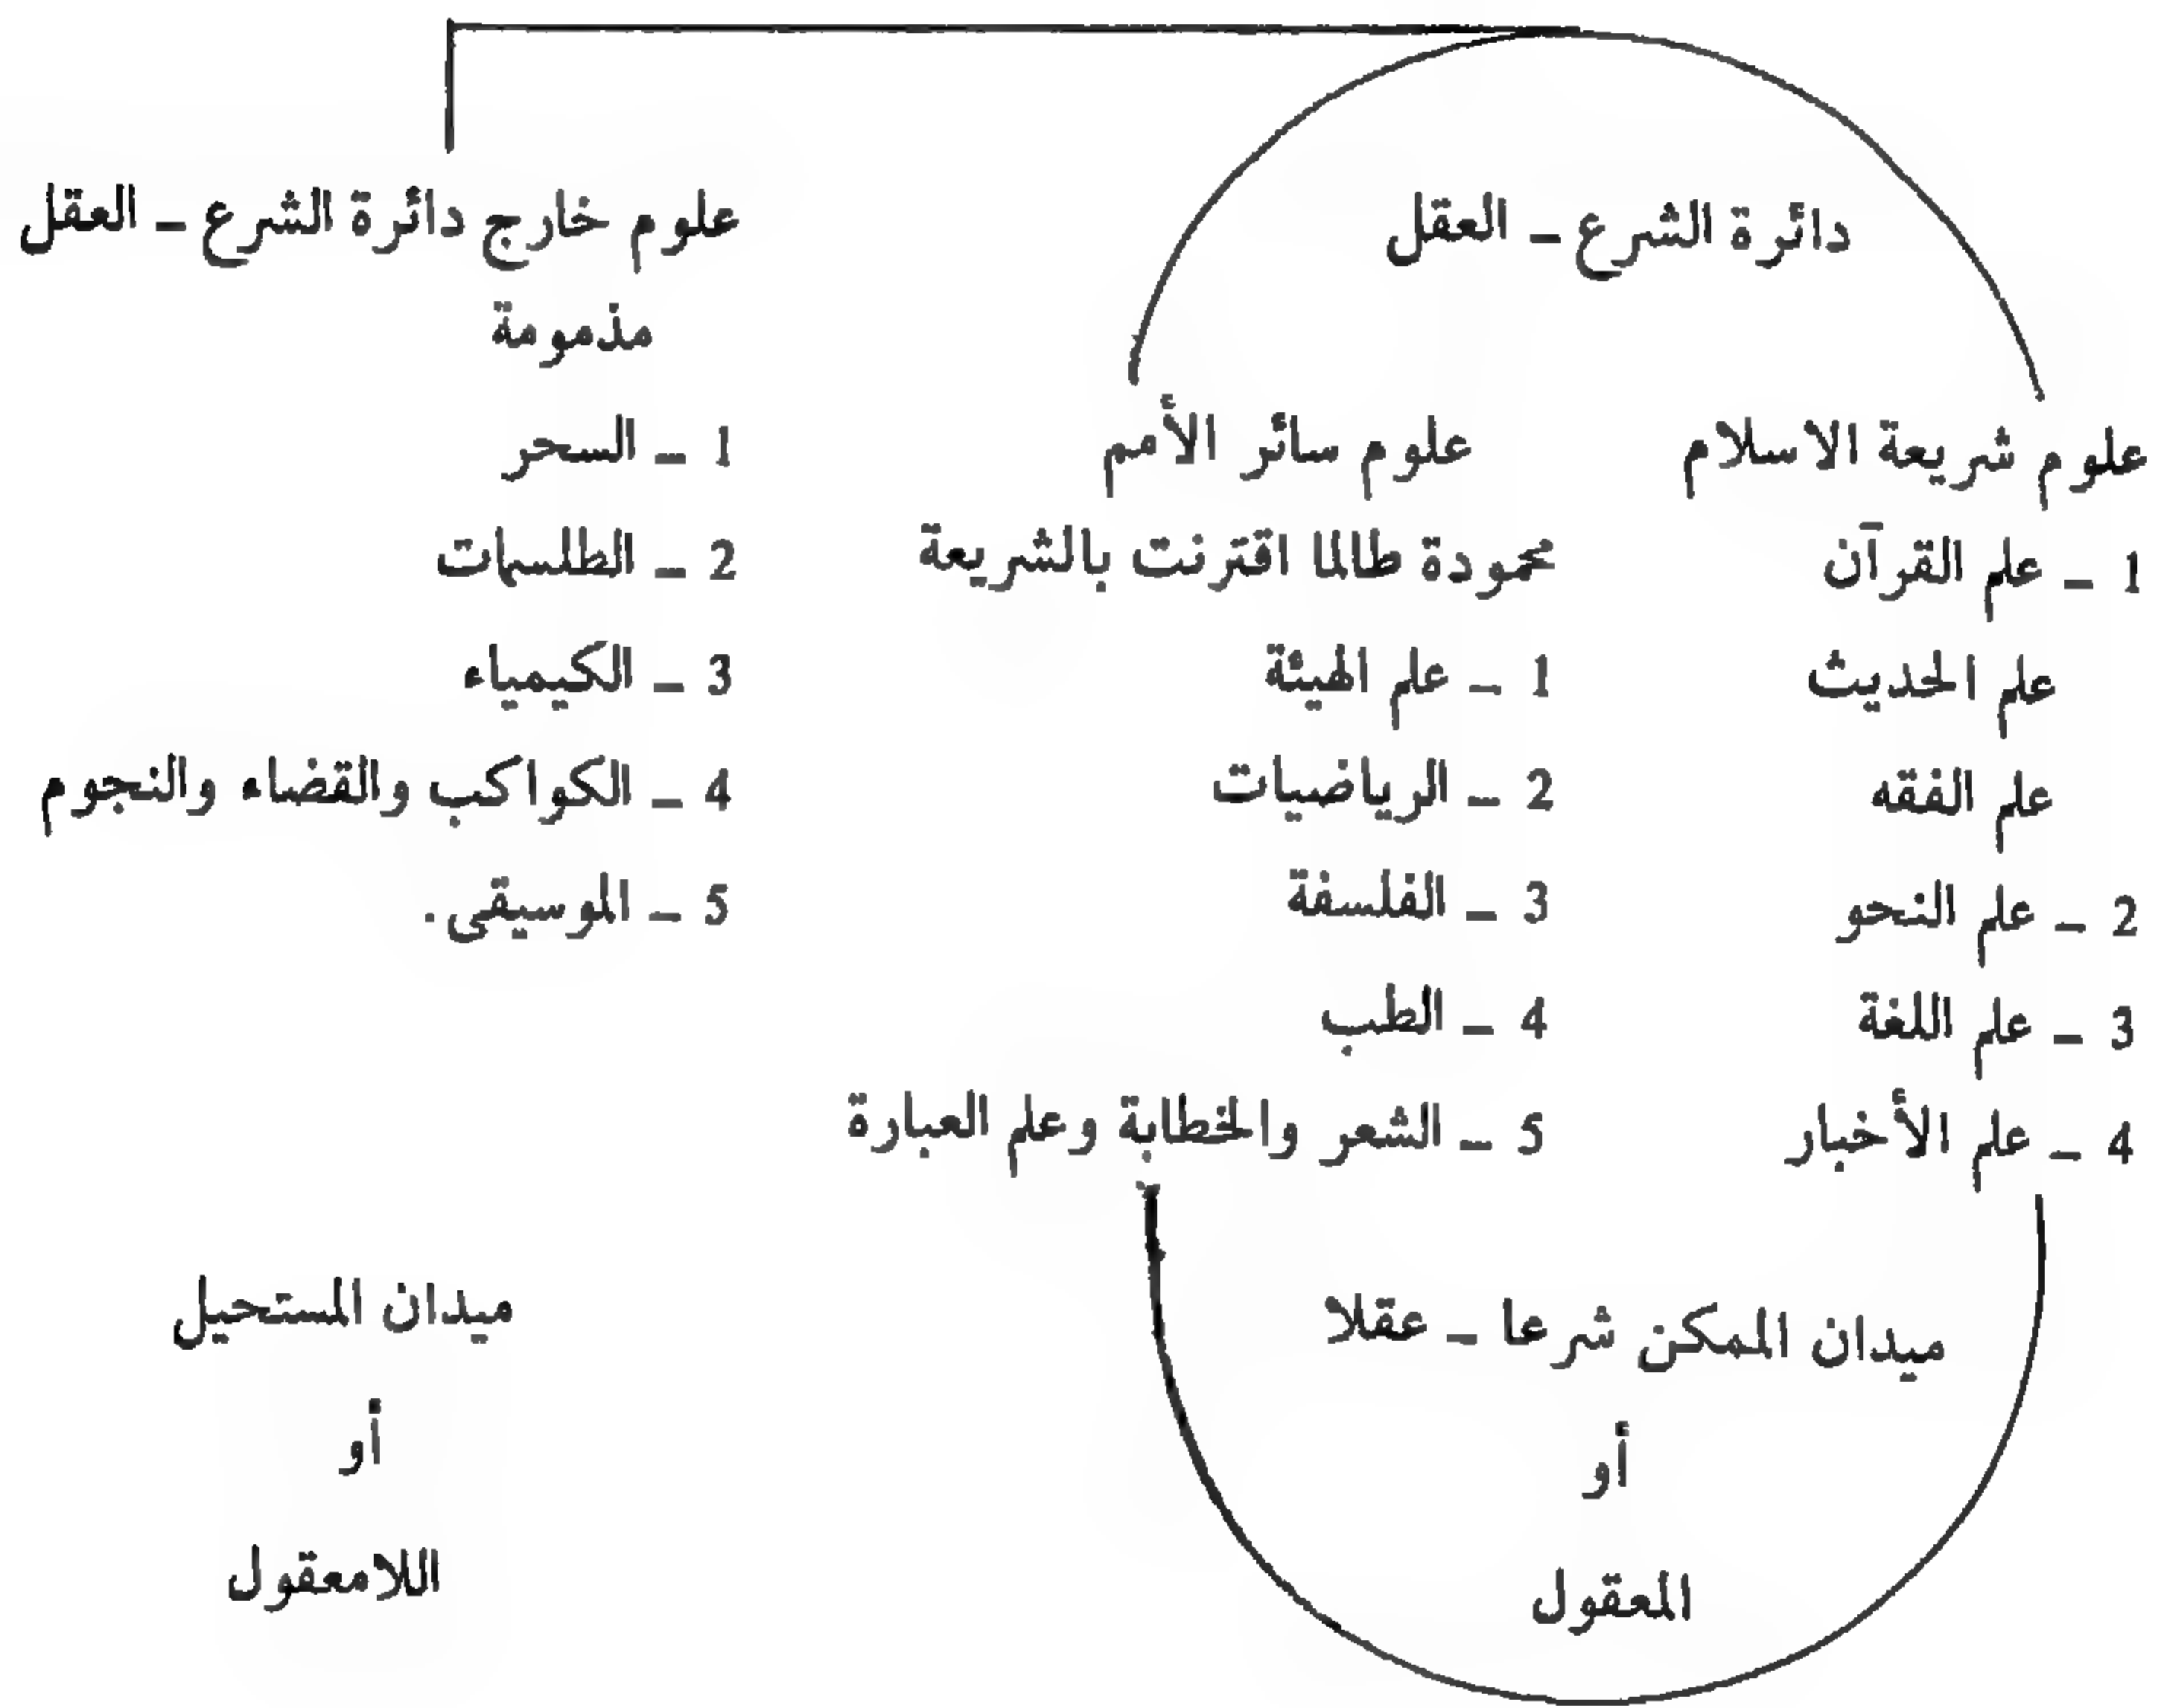 دائرة الشرع - العقل
علوم شريعة الاسلام
1 - علم القرآن
علم الحديث
علم الفقه
2 - علم النحو
3 - علم اللغة
4 - علم الأخبار
علوم سائر الأمم
محمودة طالما اقترنت بالشريعة
1 - علم الهيئة
2 - الرياضيات
3 - الفلسفة
4 - الطب
5 - الشعر والخطابة وعلم العبارة
ميدان الممكن شرعا - عقلا
أو
المعقول
علوم خارج دائرة الشرع - العقل
مذمومة
1 - السحر
2 - الطلسمات
3 - الكيمياء
4 - الكواكب والقضاء والنجوم
5 - الموسيقى.
ميدان المستحيل
أو
اللامعقول